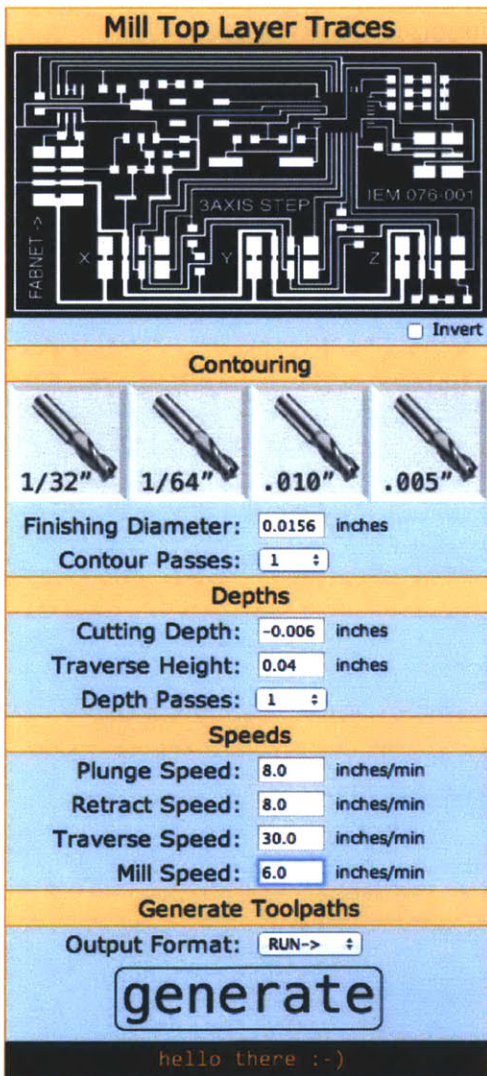 Mill Top Layer Traces
3AXIS STEP
IEM 076-001
FABNET ->
X
Y
Z
Invert
Contouring
1/32" 1/64" .010" .005"
Finishing Diameter: 0.0156 inches
Contour Passes: 1
Depths
Cutting Depth: -0.006 inches
Traverse Height: 0.04 inches
Depth Passes: 1
Speeds
Plunge Speed: 8.0 inches/min
Retract Speed: 8.0 inches/min
Traverse Speed: 30.0 inches/min
Mill Speed: 6.0 inches/min
Generate Toolpaths
Output Format: RUN->
generate
hello there :-)